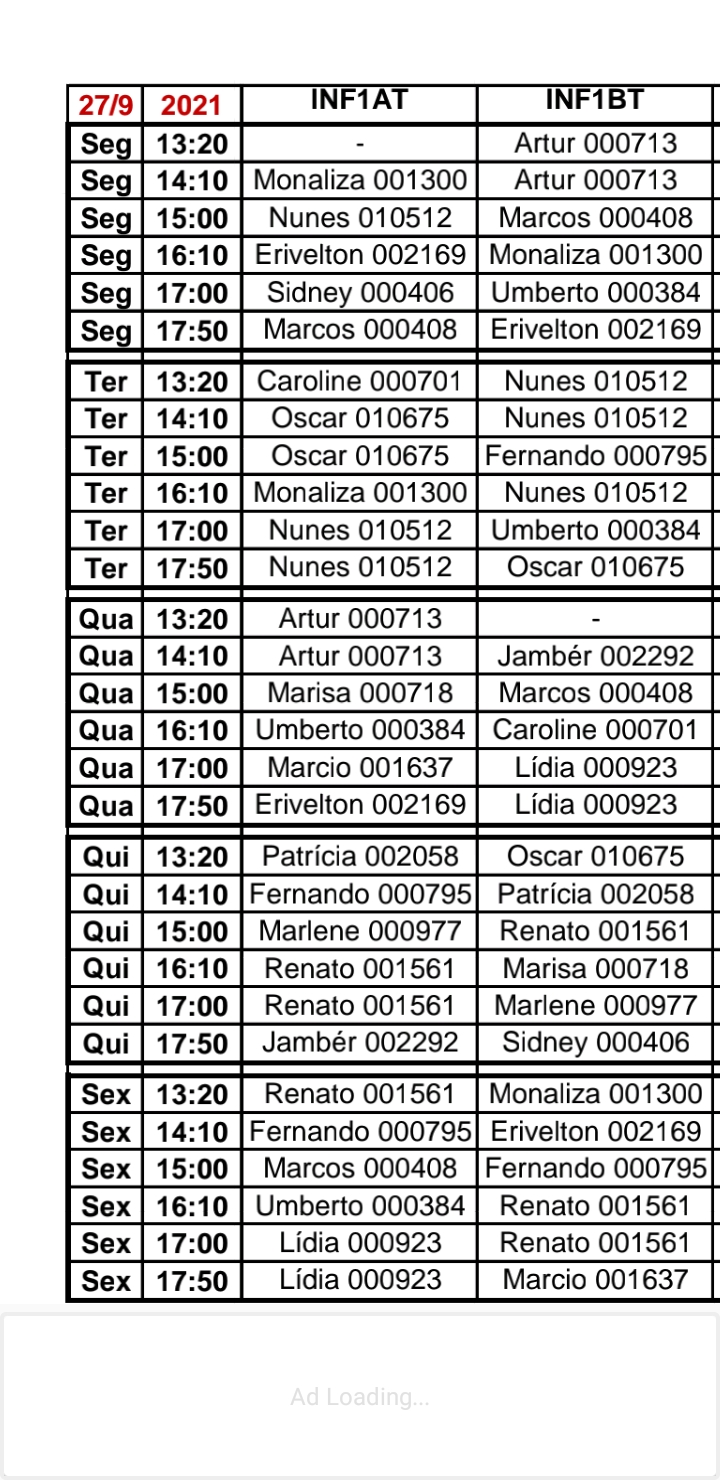 27/9 2021 INF1AT INF1BT
Seg 13:20 - Artur 000713
Seg 14:10 Monaliza 001300 Artur 000713
Seg 15:00 Nunes 010512 Marcos 000408
Seg 16:10 Erivelton 002169 Monaliza 001300
Seg 17:00 Sidney 000406 Umberto 000384
Seg 17:50 Marcos 000408 Erivelton 002169
Ter 13:20 Caroline 000701 Nunes 010512
Ter 14:10 Oscar 010675 Nunes 010512
Ter 15:00 Oscar 010675 Fernando 000795
Ter 16:10 Monaliza 001300 Nunes 010512
Ter 17:00 Nunes 010512 Umberto 000384
Ter 17:50 Nunes 010512 Oscar 010675
Qua 13:20 Artur 000713 -
Qua 14:10 Artur 000713 Jambér 002292
Qua 15:00 Marisa 000718 Marcos 000408
Qua 16:10 Umberto 000384 Caroline 000701
Qua 17:00 Marcio 001637 Lídia 000923
Qua 17:50 Erivelton 002169 Lídia 000923
Qui 13:20 Patrícia 002058 Oscar 010675
Qui 14:10 Fernando 000795 Patrícia 002058
Qui 15:00 Marlene 000977 Renato 001561
Qui 16:10 Renato 001561 Marisa 000718
Qui 17:00 Renato 001561 Marlene 000977
Qui 17:50 Jambér 002292 Sidney 000406
Sex 13:20 Renato 001561 Monaliza 001300
Sex 14:10 Fernando 000795 Erivelton 002169
Sex 15:00 Marcos 000408 Fernando 000795
Sex 16:10 Umberto 000384 Renato 001561
Sex 17:00 Lídia 000923 Renato 001561
Sex 17:50 Lídia 000923 Marcio 001637
Ad Loading...